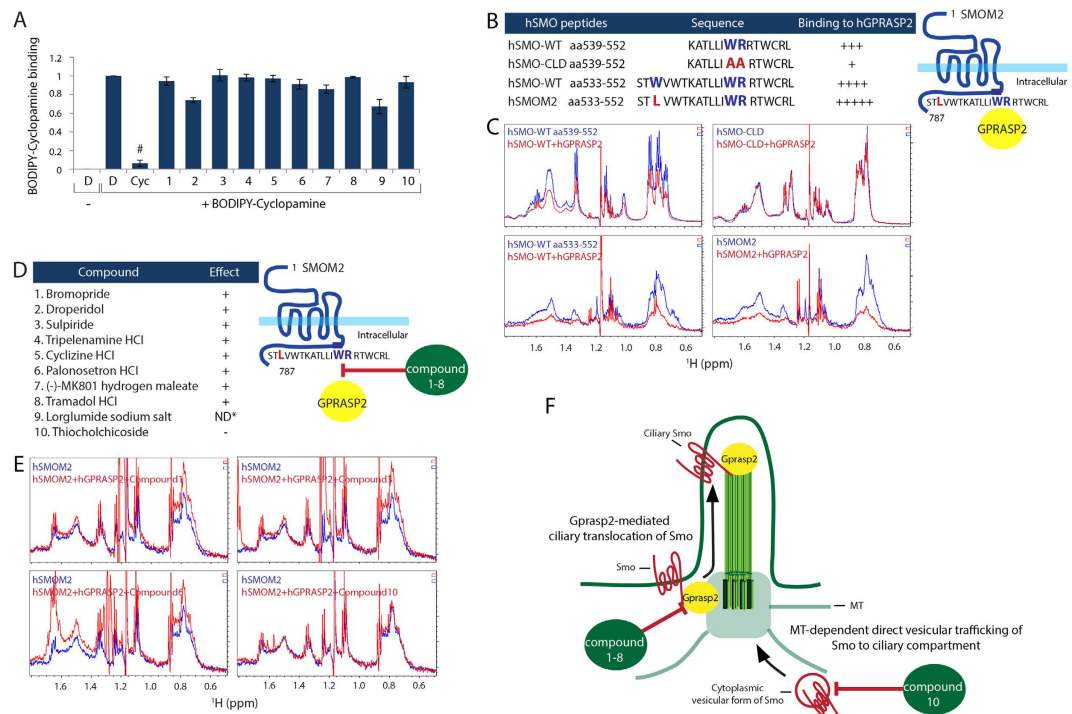 A
BODIPY-Cyclopamine binding
1.2
1
0.8
0.6
0.4
0.2
0
#
D D Cyc 1 2 3 4 5 6 7 8 9 10
- + BODIPY-Cyclopamine
B
hSMO peptides Sequence Binding to hGPRASP2
hSMO-WT aa539-552 KATLLIWRRTWCRL +++
hSMO-CLD aa539-552 KATLLI AA RTWCRL +
hSMO-WT aa533-552 STWVWTKATLLIWRRTWCRL ++++
hSMOM2 aa533-552 ST L VWTKATLLIWRRTWCRL +++++
1 SMOM2
Intracellular
STLVWTKATLLIWR RTWCRL
787
GPRASP2
C
hSMO-WT aa539-552
hSMO-WT+hGPRASP2
hSMO-CLD
hSMO-CLD+hGPRASP2
hSMO-WT aa533-552
hSMO-WT+hGPRASP2
hSMOM2
hSMOM2+hGPRASP2
1.6 1.4 1.2 1.0 0.8 0.6
1.6 1.4 1.2 1.0 0.8 0.6
¹H (ppm)
D
Compound Effect
1. Bromopride +
2. Droperidol +
3. Sulpiride +
4. Tripelenamine HCl +
5. Cyclizine HCl +
6. Palonosetron HCl +
7. (-)-MK801 hydrogen maleate +
8. Tramadol HCl +
9. Lorglumide sodium salt ND*
10. Thiocholchicoside -
1 SMOM2
Intracellular
STLVWTKATLLIWR RTWCRL
787
GPRASP2
compound
1-8
E
hSMOM2
hSMOM2+hGPRASP2+Compound
hSMOM2
hSMOM2+hGPRASP2+Compound
hSMOM2
hSMOM2+hGPRASP2+Compound6
hSMOM2
hSMOM2+hGPRASP2+Compound10
1.6 1.4 1.2 1.0 0.8 0.6
1.6 1.4 1.2 1.0 0.8 0.6
¹H (ppm)
F
Ciliary Smo
Gprasp2
Gprasp2-mediated
ciliary translocation of Smo
Smo
Gprasp2
MT
compound
1-8
MT-dependent direct vesicular trafficking of
Smo to ciliary compartment
Cytoplasmic
vesicular form of Smo
compound
10